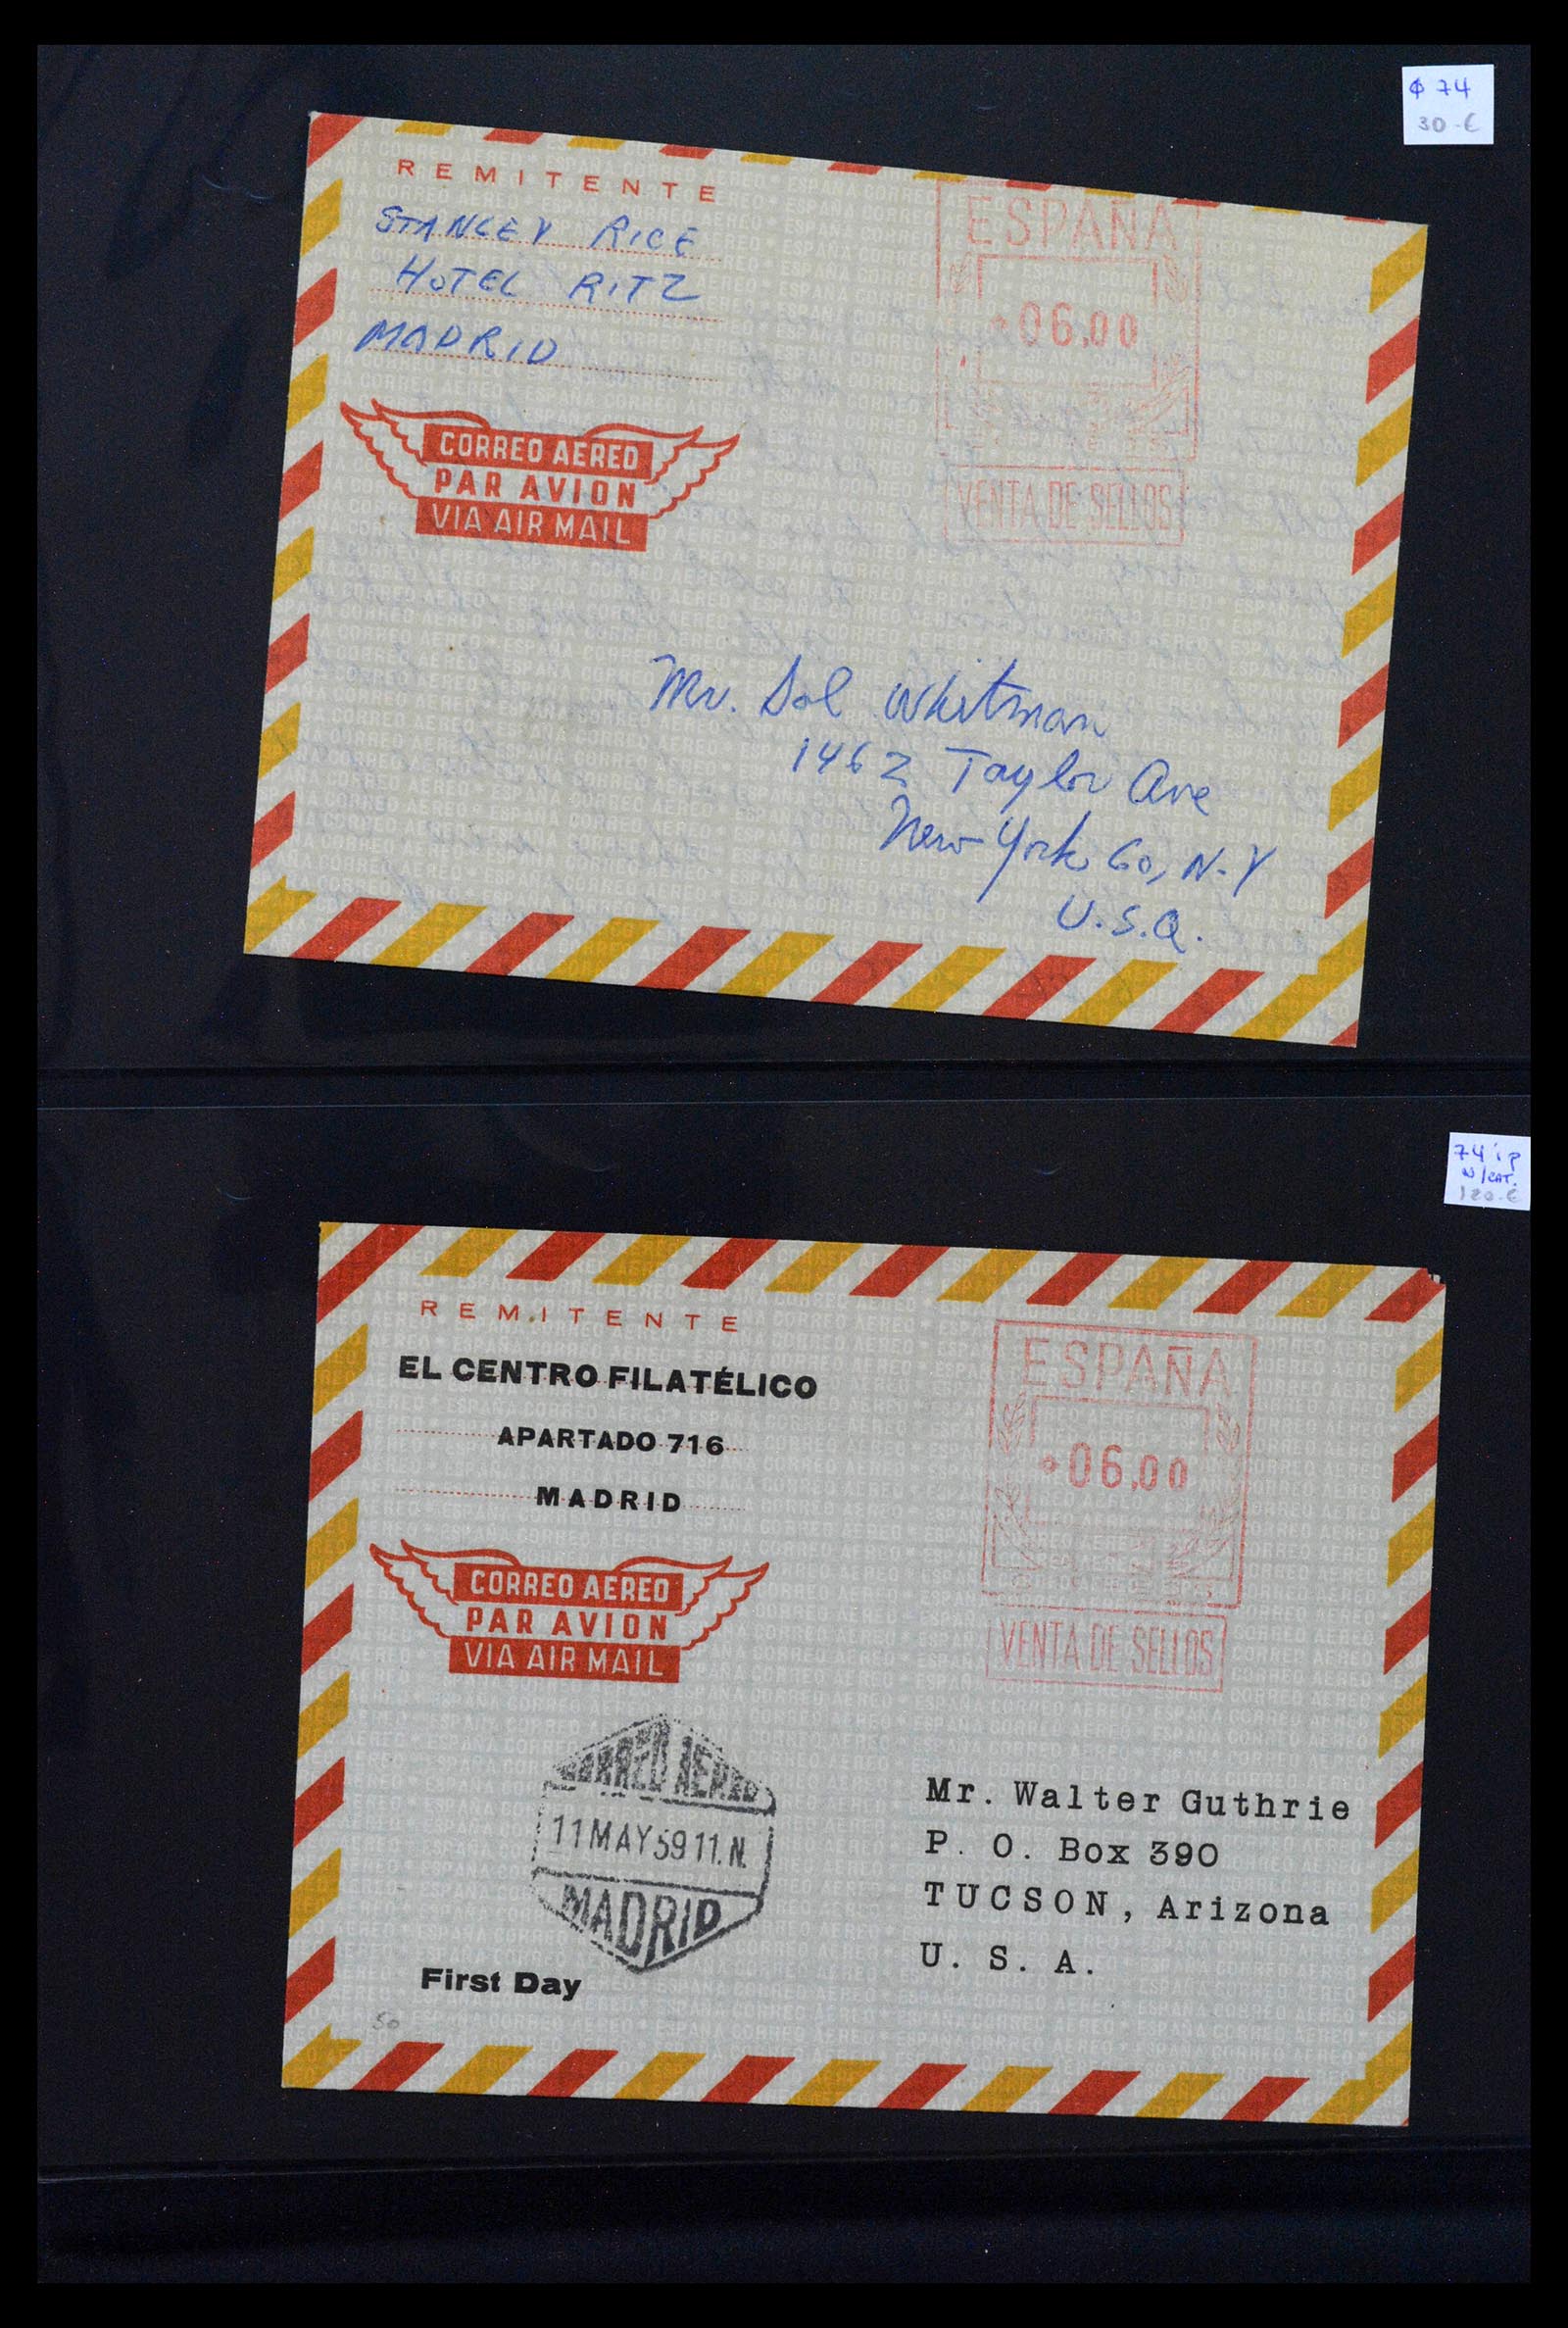 φ 74
30 -€
REMITENTE
STANLEY RICE
HOTEL RITZ
MADRID
ESPAÑA
06,00
VENTA DE SELLOS
CORREO AEREO
PAR AVION
VIA AIR MAIL
Mr. Sol Whitman
1462 Taylor Ave
New York 60, N.Y
U.S.A.
74 i p
N/CAT.
120-€
REMITENTE
EL CENTRO FILATÉLICO
APARTADO 716
MADRID
ESPAÑA
06,00
VENTA DE SELLOS
CORREO AEREO
PAR AVION
VIA AIR MAIL
CORREO AEREO
11 MAY 59 11.N.
MADRID
Mr. Walter Guthrie
P. O. Box 390
TUCSON, Arizona
U. S. A.
First Day
50